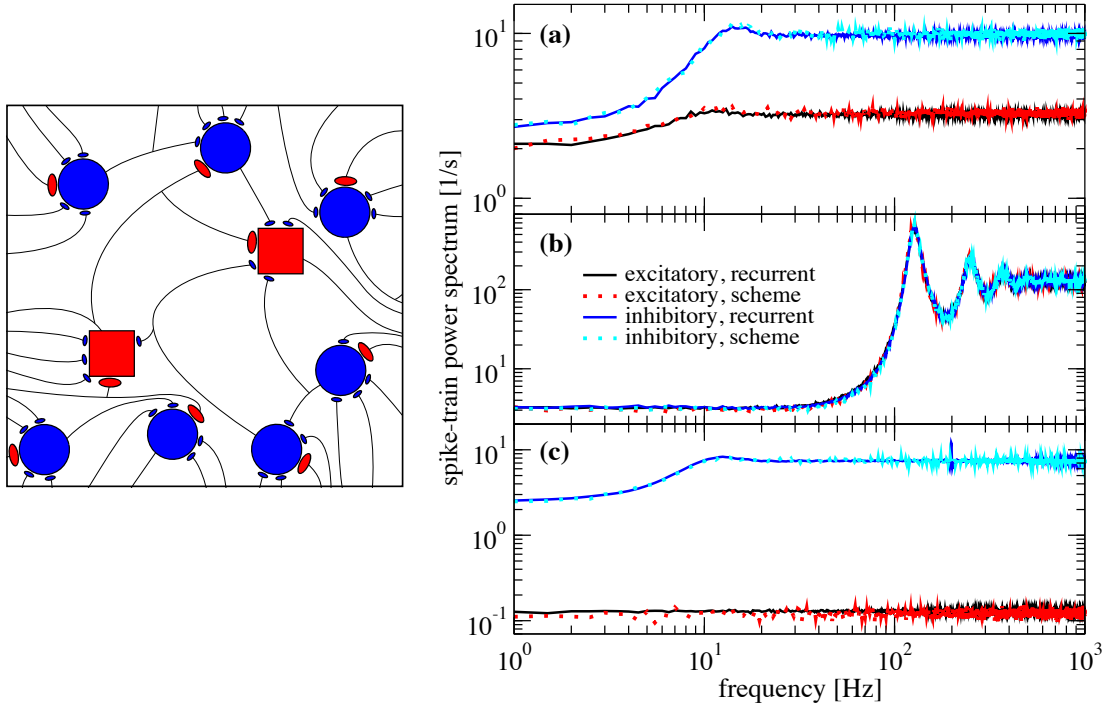 spike-train power spectrum [1/s]
10^1
(a)
10^0
(b)
10^2
excitatory, recurrent
excitatory, scheme
inhibitory, recurrent
inhibitory, scheme
10^1
10^1
(c)
10^0
10^-1
10^0 10^1 10^2 10^3
frequency [Hz]